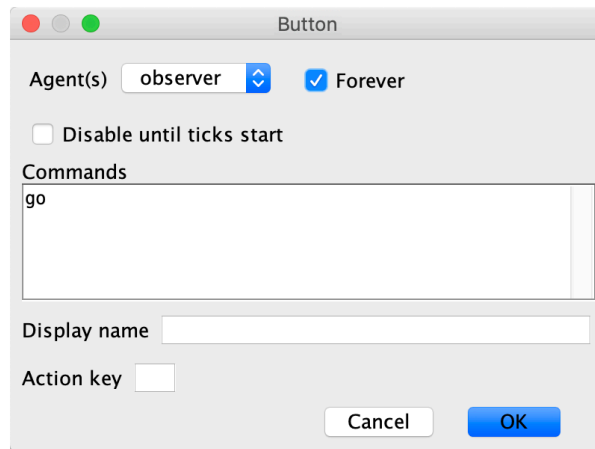 Button
Agent(s) observer Forever
Disable until ticks start
Commands
go
Display name
Action key
Cancel OK